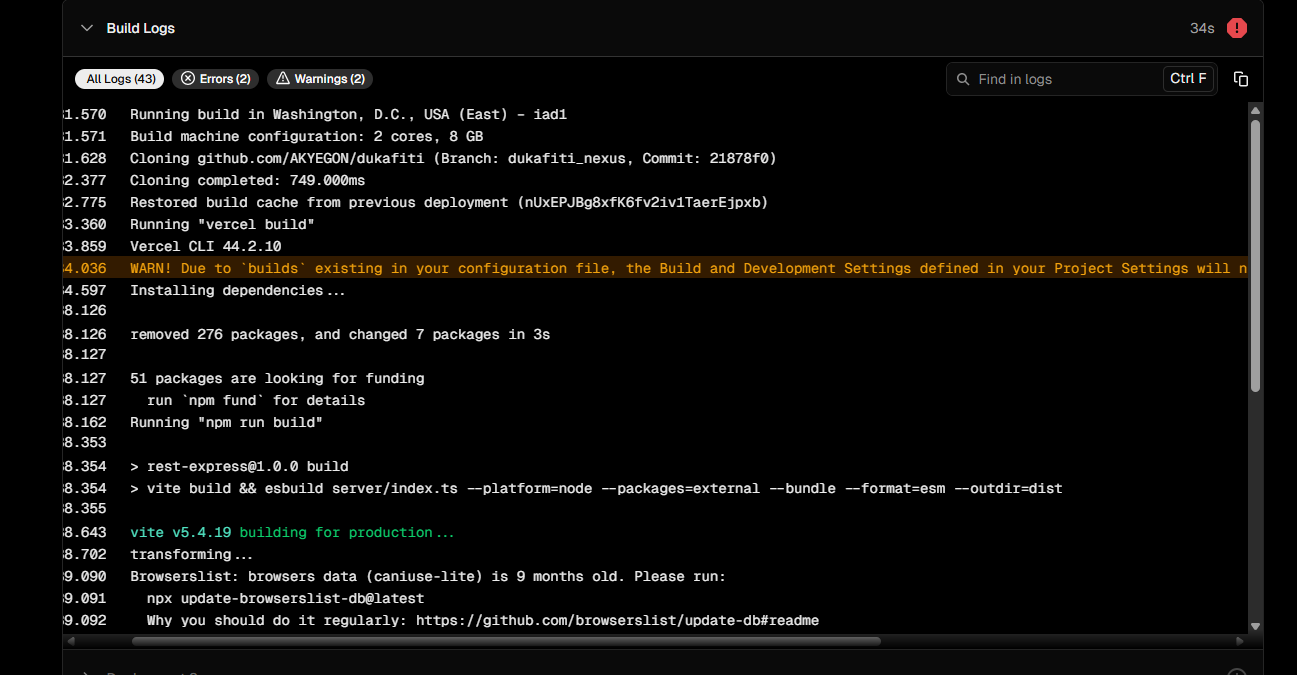 Build Logs
34s
All Logs (43)
Errors (2)
Warnings (2)
Find in logs
Ctrl F
1.570 Running build in Washington, D.C., USA (East) – iad1
1.571 Build machine configuration: 2 cores, 8 GB
1.628 Cloning github.com/AKYEGON/dukafiti (Branch: dukafiti_nexus, Commit: 21878f0)
2.377 Cloning completed: 749.000ms
2.775 Restored build cache from previous deployment (nUxEPJBg8xfK6fv2iv1TaerEjpxb)
3.360 Running "vercel build"
3.859 Vercel CLI 44.2.10
4.036 WARN! Due to `builds` existing in your configuration file, the Build and Development Settings defined in your Project Settings will n
4.597 Installing dependencies...
8.126
8.126 removed 276 packages, and changed 7 packages in 3s
8.127
8.127 51 packages are looking for funding
8.127 run `npm fund` for details
8.162 Running "npm run build"
8.353
8.354 > rest-express@1.0.0 build
8.354 > vite build && esbuild server/index.ts --platform=node --packages=external --bundle --format=esm --outdir=dist
8.355
8.643 vite v5.4.19 building for production...
8.702 transforming...
9.090 Browserslist: browsers data (caniuse-lite) is 9 months old. Please run:
9.091 npx update-browserslist-db@latest
9.092 Why you should do it regularly: https://github.com/browserslist/update-db#readme